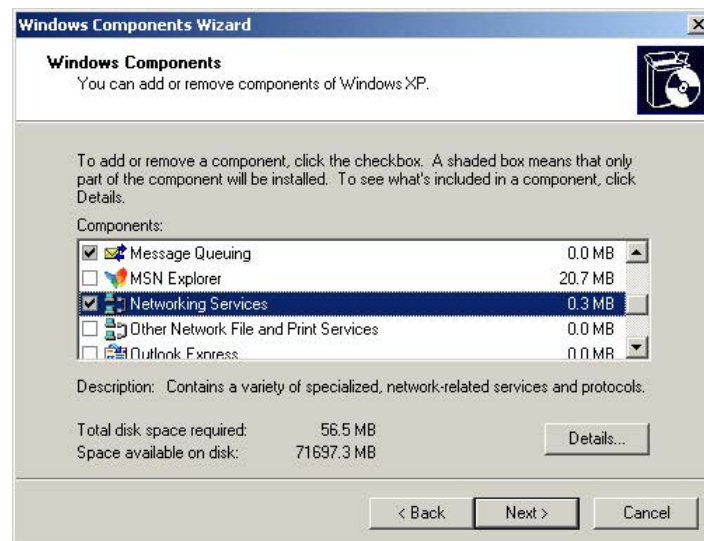 Windows Components Wizard
Windows Components
You can add or remove components of Windows XP.
To add or remove a component, click the checkbox. A shaded box means that only
part of the component will be installed. To see what's included in a component, click
Details.
Components:
Message Queuing 0.0 MB
MSN Explorer 20.7 MB
Networking Services 0.3 MB
Other Network File and Print Services 0.0 MB
Outlook Express 0.0 MB
Description: Contains a variety of specialized, network-related services and protocols.
Total disk space required: 56.5 MB
Space available on disk: 71697.3 MB
Details...
< Back Next > Cancel